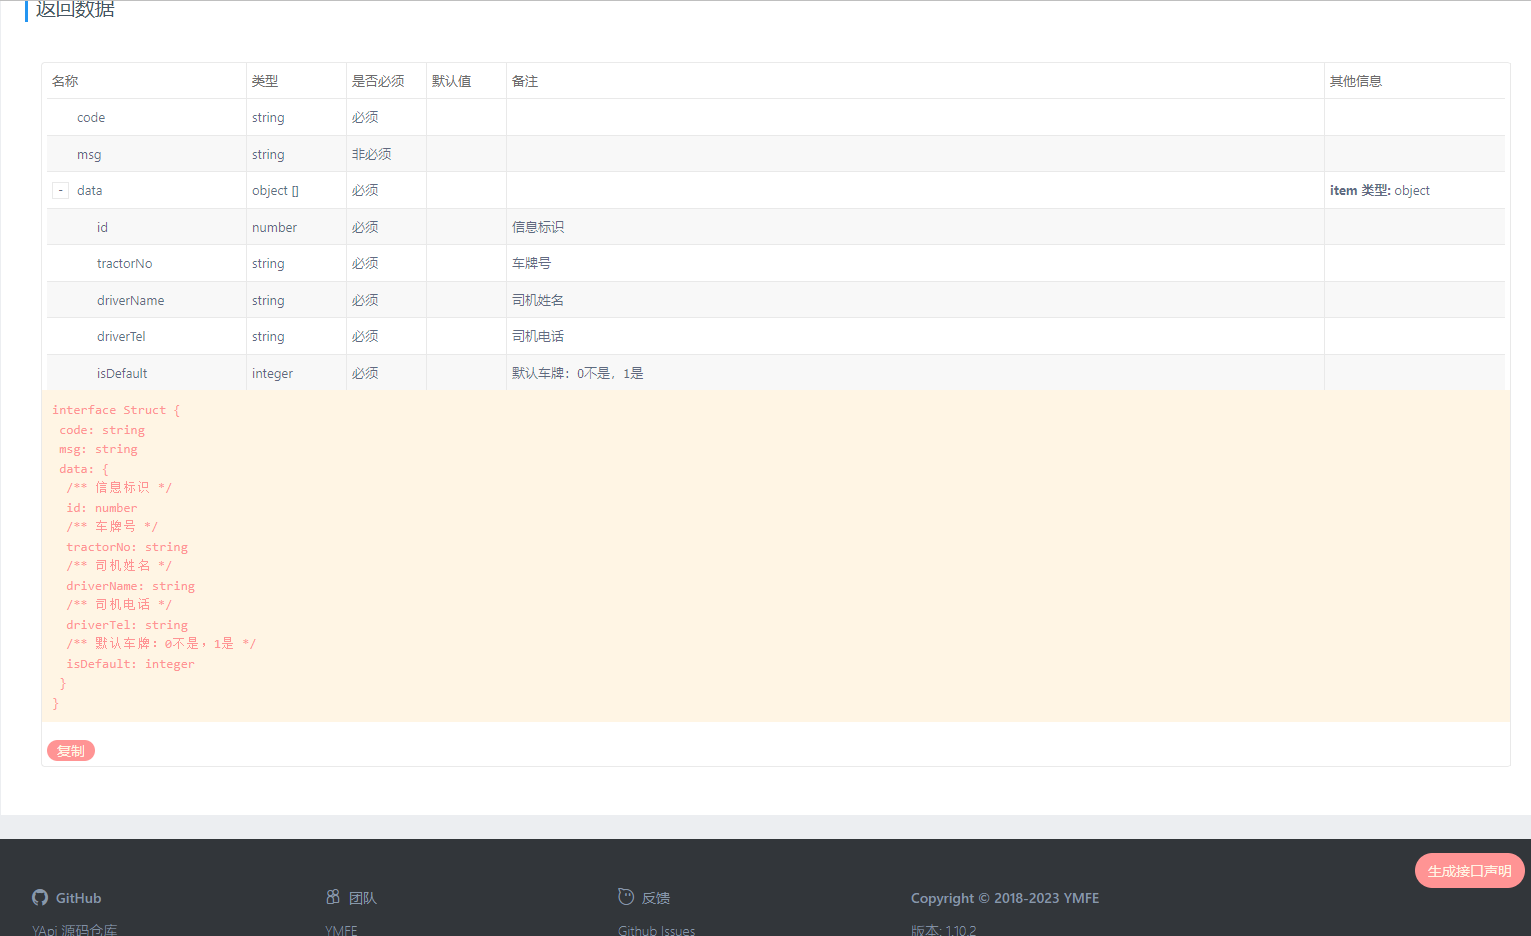 返回数据
名称 类型 是否必须 默认值 备注 其他信息
code string 必须
msg string 非必须
- data object [] 必须 item 类型: object
id number 必须 信息标识
tractorNo string 必须 车牌号
driverName string 必须 司机姓名
driverTel string 必须 司机电话
isDefault integer 必须 默认车牌：0不是，1是
interface Struct {
code: string
msg: string
data: {
/** 信息标识 */
id: number
/** 车牌号 */
tractorNo: string
/** 司机姓名 */
driverName: string
/** 司机电话 */
driverTel: string
/** 默认车牌：0不是，1是 */
isDefault: integer
}
}
复制
生成接口声明
GitHub 团队 反馈 Copyright © 2018-2023 YMFE
YApi 源码仓库 YMFE Github Issues 版本: 1.10.2